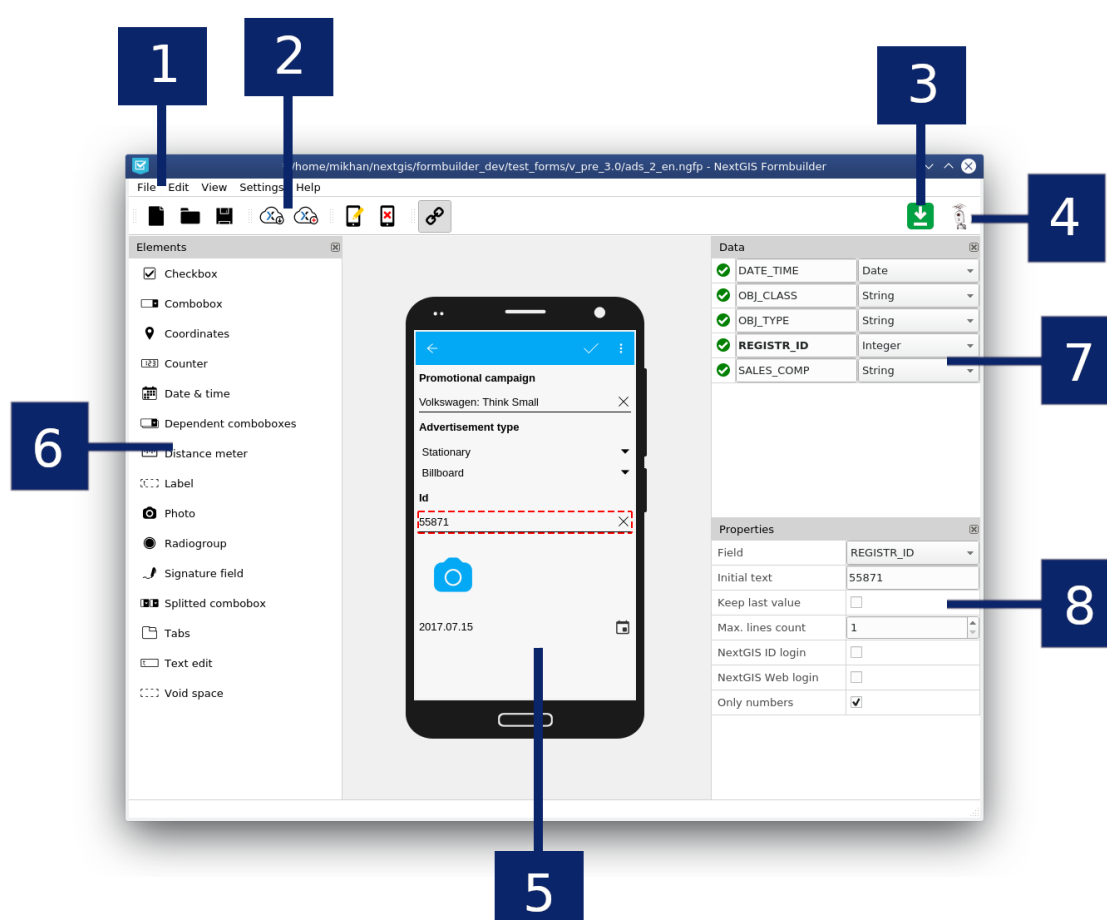 1
2
3
/home/mikhan/nextgis/formbuilder_dev/test_forms/v_pre_3.0/ads_2_en.ngfp - NextGIS Formbuilder
File Edit View Settings Help
4
Elements
Checkbox
Combobox
Coordinates
Counter
Date & time
Dependent comboboxes
Distance meter
Label
Photo
Radiogroup
Signature field
Splitted combobox
Tabs
Text edit
Void space
6
Promotional campaign
Volkswagen: Think Small
Advertisement type
Stationary
Billboard
Id
55871
2017.07.15
5
Data
DATE_TIME Date
OBJ_CLASS String
OBJ_TYPE String
REGISTR_ID Integer
SALES_COMP String
7
Properties
Field REGISTR_ID
Initial text 55871
Keep last value
Max. lines count 1
NextGIS ID login
NextGIS Web login
Only numbers
8